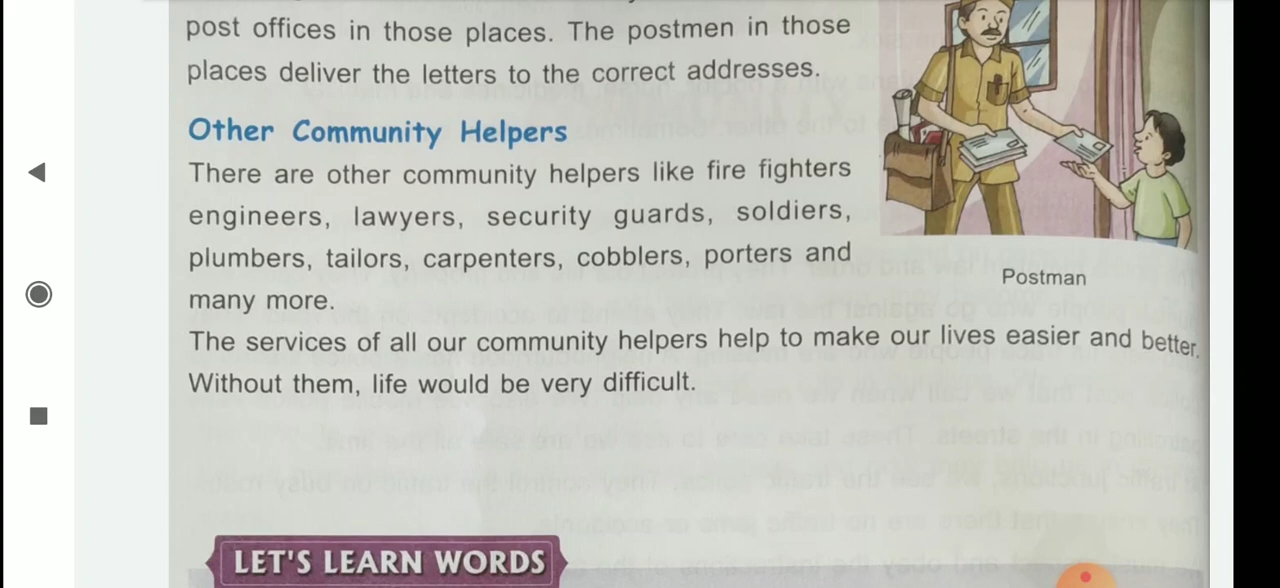 post offices in those places. The postmen in those
places deliver the letters to the correct addresses.
Other Community Helpers
There are other community helpers like fire fighters
engineers, lawyers, security guards, soldiers,
plumbers, tailors, carpenters, cobblers, porters and
many more.
Postman
The services of all our community helpers help to make our lives easier and better.
Without them, life would be very difficult.
LET'S LEARN WORDS